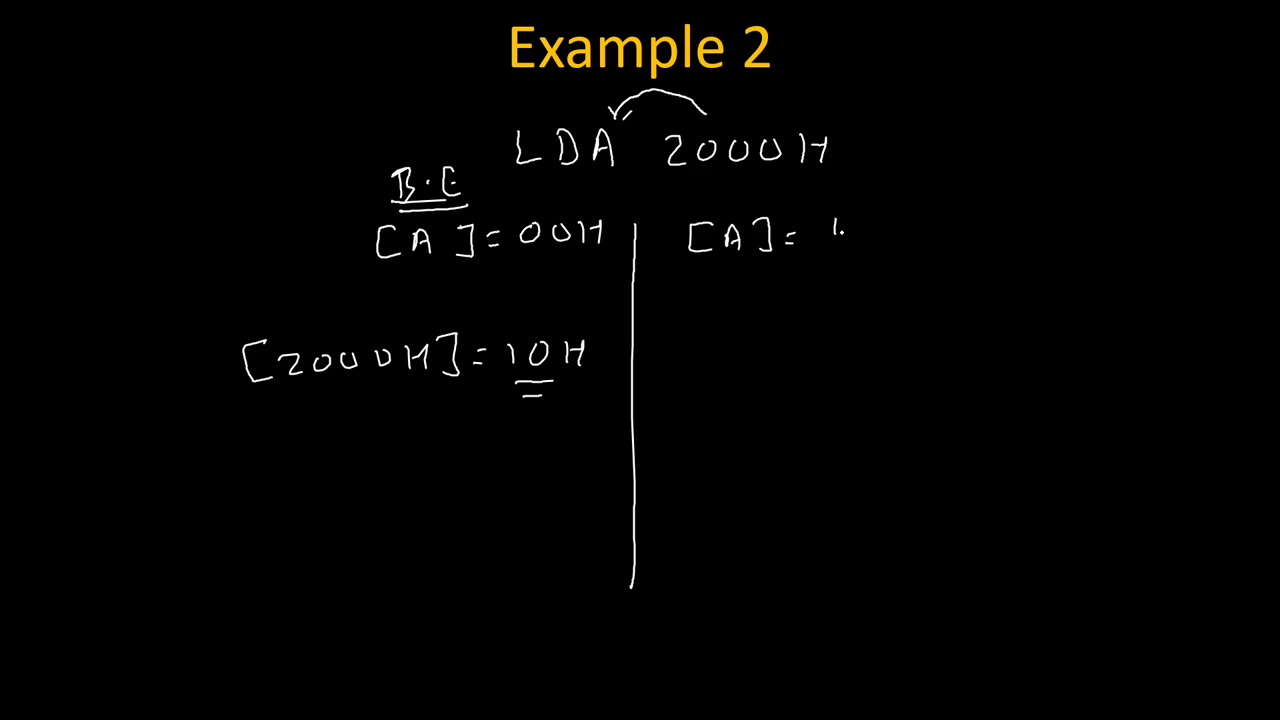 Example 2
LDA 2000H
B.E
[A]=00H [A]=
[2000H]=10H